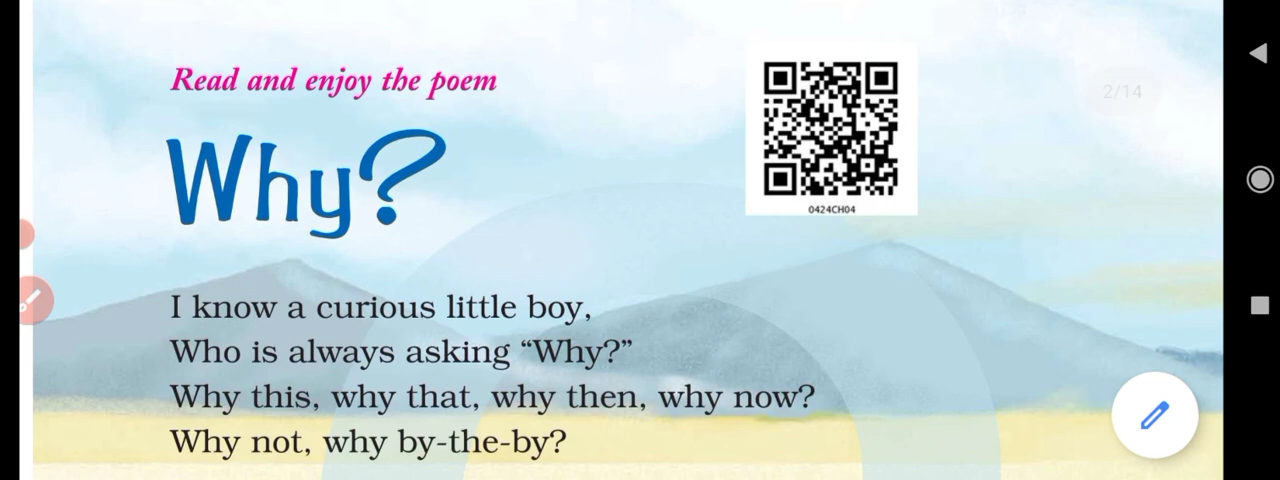 Read and enjoy the poem
2/14
Why?
0424CH04
I know a curious little boy,
Who is always asking “Why?”
Why this, why that, why then, why now?
Why not, why by-the-by?